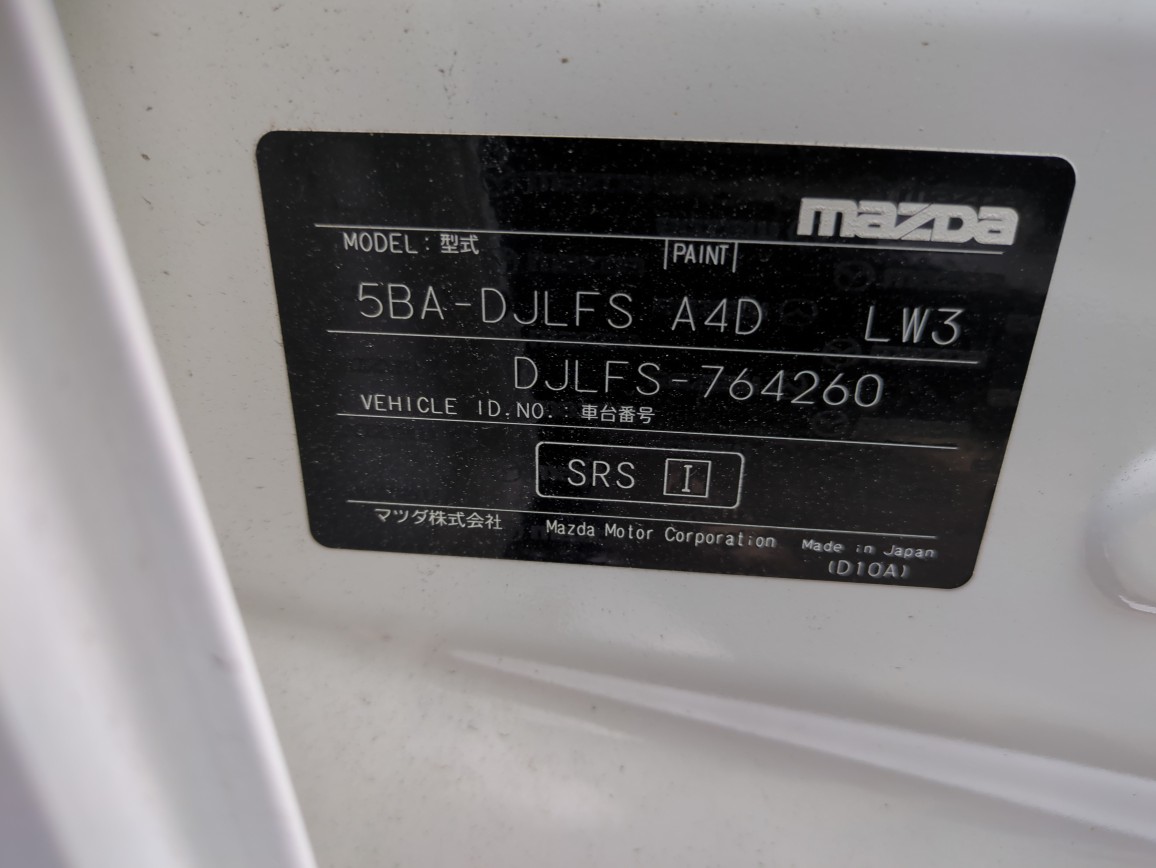 mazda
MODEL : 型式 PAINT
5BA-DJLFS A4D LW3
DJLFS-764260
VEHICLE ID.NO. : 車台番号
SRS I
マツダ株式会社 Mazda Motor Corporation Made in Japan
(D10A)